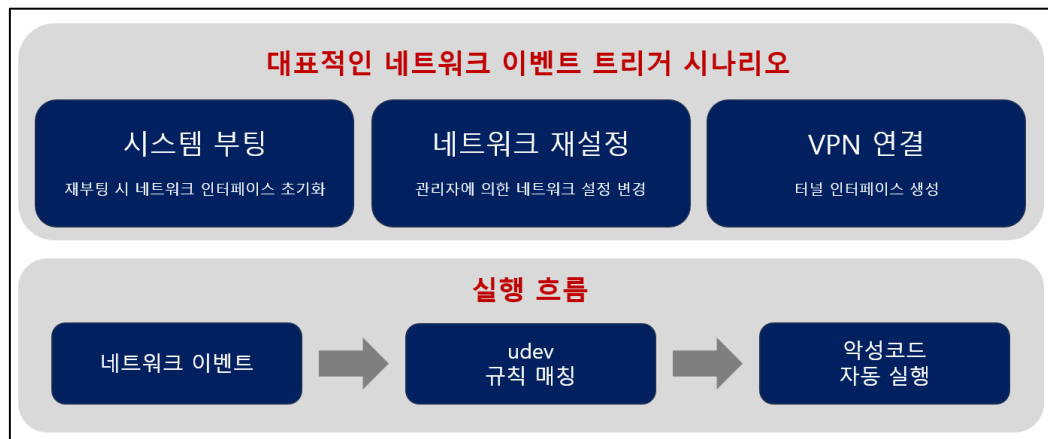 대표적인 네트워크 이벤트 트리거 시나리오
시스템 부팅
재부팅 시 네트워크 인터페이스 초기화
네트워크 재설정
관리자에 의한 네트워크 설정 변경
VPN 연결
터널 인터페이스 생성
실행 흐름
네트워크 이벤트
udev
규칙 매칭
악성코드
자동 실행